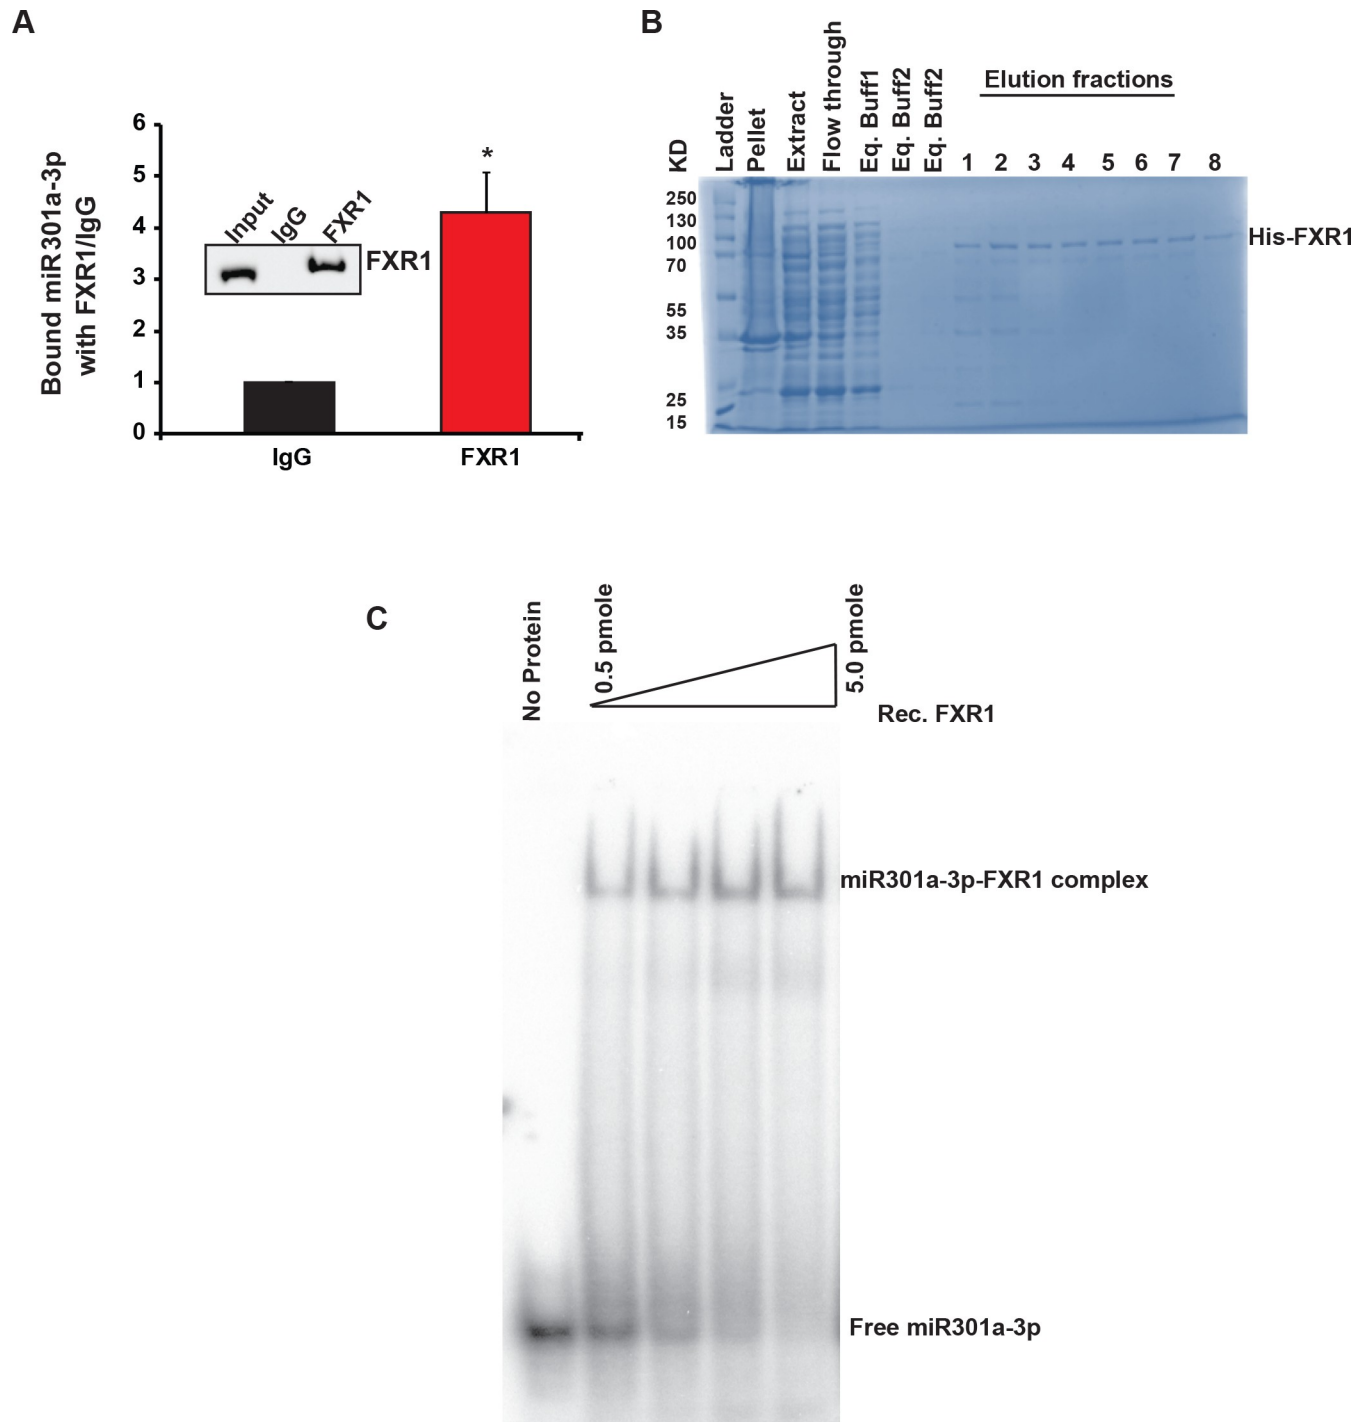 A
Bound miR301a-3p
with FXR1/IgG
6
5
4
3
2
1
0
*
Input
IgG
FXR1
FXR1
IgG
FXR1
B
KD
Ladder
Pellet
Extract
Flow through
Eq. Buff1
Eq. Buff2
Eq. Buff2
Elution fractions
1 2 3 4 5 6 7 8
250
130
100
70
55
35
25
15
His-FXR1
C
No Protein
0.5 pmole
5.0 pmole
Rec. FXR1
miR301a-3p-FXR1 complex
Free miR301a-3p